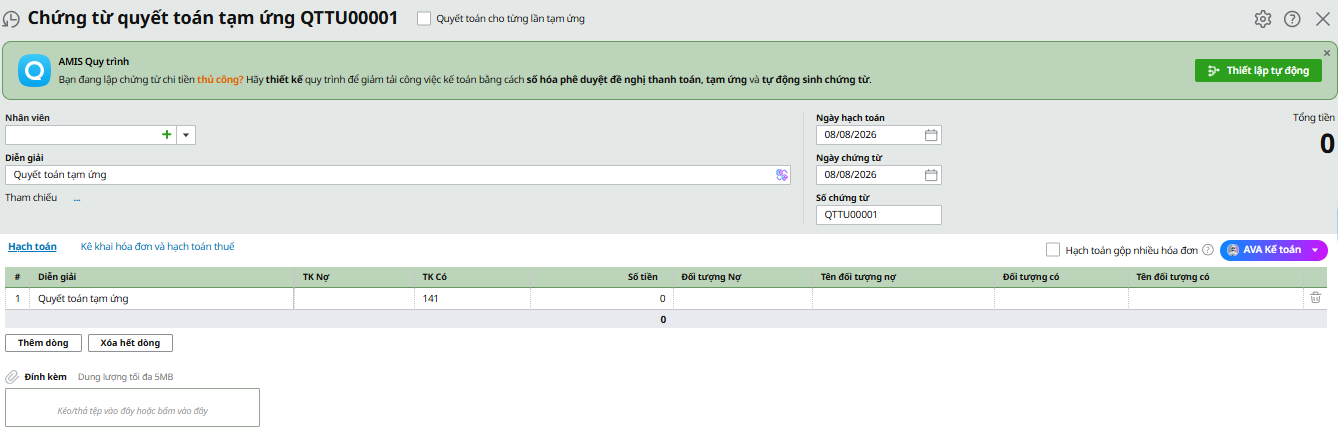 Chứng từ quyết toán tạm ứng QTTU00001 Quyết toán cho từng lần tạm ứng
AMIS Quy trình
Bạn đang lập chứng từ chi tiền thủ công? Hãy thiết kế quy trình để giảm tải công việc kế toán bằng cách số hóa phê duyệt đề nghị thanh toán, tạm ứng và tự động sinh chứng từ.
Thiết lập tự động
Nhân viên
Diễn giải
Quyết toán tạm ứng
Tham chiếu ...
Ngày hạch toán
08/08/2026
Ngày chứng từ
08/08/2026
Số chứng từ
QTTU00001
Tổng tiền
0
Hạch toán Kê khai hóa đơn và hạch toán thuế Hạch toán gộp nhiều hóa đơn AVA Kế toán
# Diễn giải TK Nợ TK Có Số tiền Đối tượng Nợ Tên đối tượng nợ Đối tượng có Tên đối tượng có
1 Quyết toán tạm ứng 141 0
0
Thêm dòng Xóa hết dòng
Đính kèm Dung lượng tối đa 5MB
Kéo/thả tệp vào đây hoặc bấm vào đây